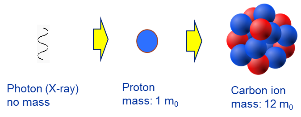 Photon (X-ray)
no mass
Proton
mass: 1 m₀
Carbon ion
mass: 12 m₀